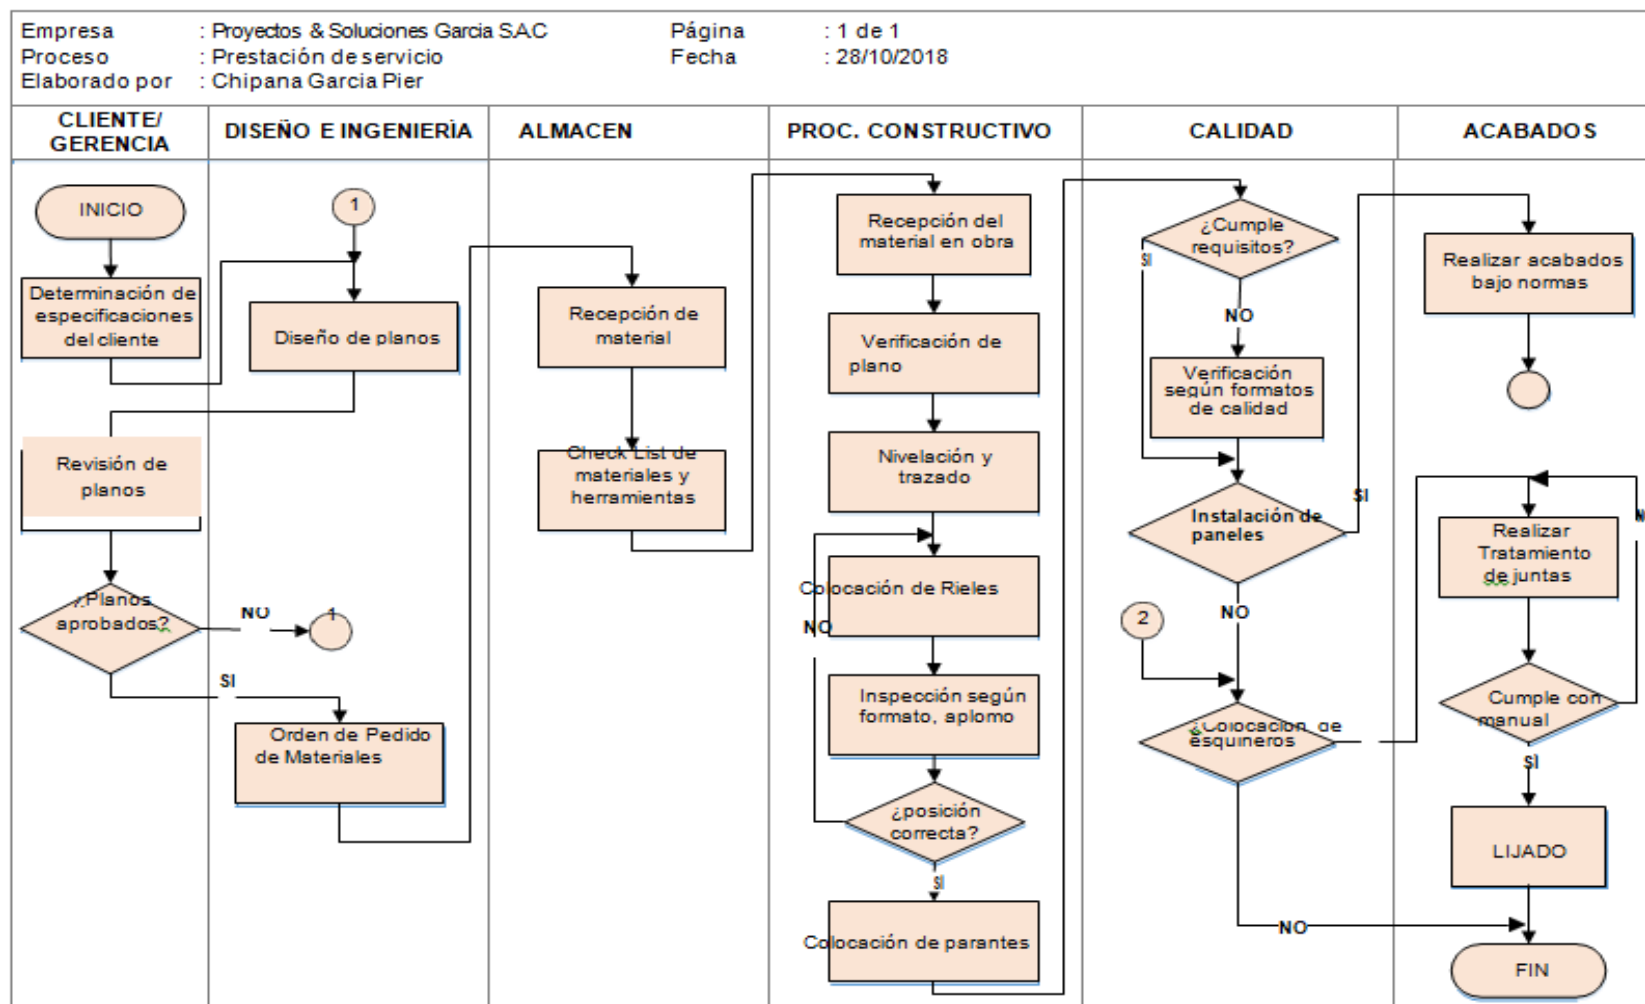 Empresa : Proyectos & Soluciones Garcia S.A.C Página : 1 de 1
Proceso : Prestación de servicio Fecha : 28/10/2018
Elaborado por : Chipana Garcia Pier
CLIENTE/
GERENCIA
DISEÑO E INGENIERÍA
ALMACEN
PROC. CONSTRUCTIVO
CALIDAD
ACABADOS
INICIO
Determinación de
especificaciones
del cliente
Revisión de
planos
¿Planos
aprobados?
NO
1
SI
1
Diseño de planos
Orden de Pedido
de Materiales
Recepción de
material
Check List de
materiales y
herramientas
Recepción del
material en obra
Verificación de
plano
Nivelación y
trazado
Colocación de Rieles
NO
Inspección según
formato, aplomo
¿posición
correcta?
SI
Colocación de parantes
¿Cumple
requisitos?
SI
NO
Verificación
según formatos
de calidad
Instalación de
paneles
SI
NO
2
¿Colocación de
esquineros
NO
Realizar acabados
bajo normas
Realizar
Tratamiento
de juntas
Cumple con
manual
SI
LIJADO
FIN